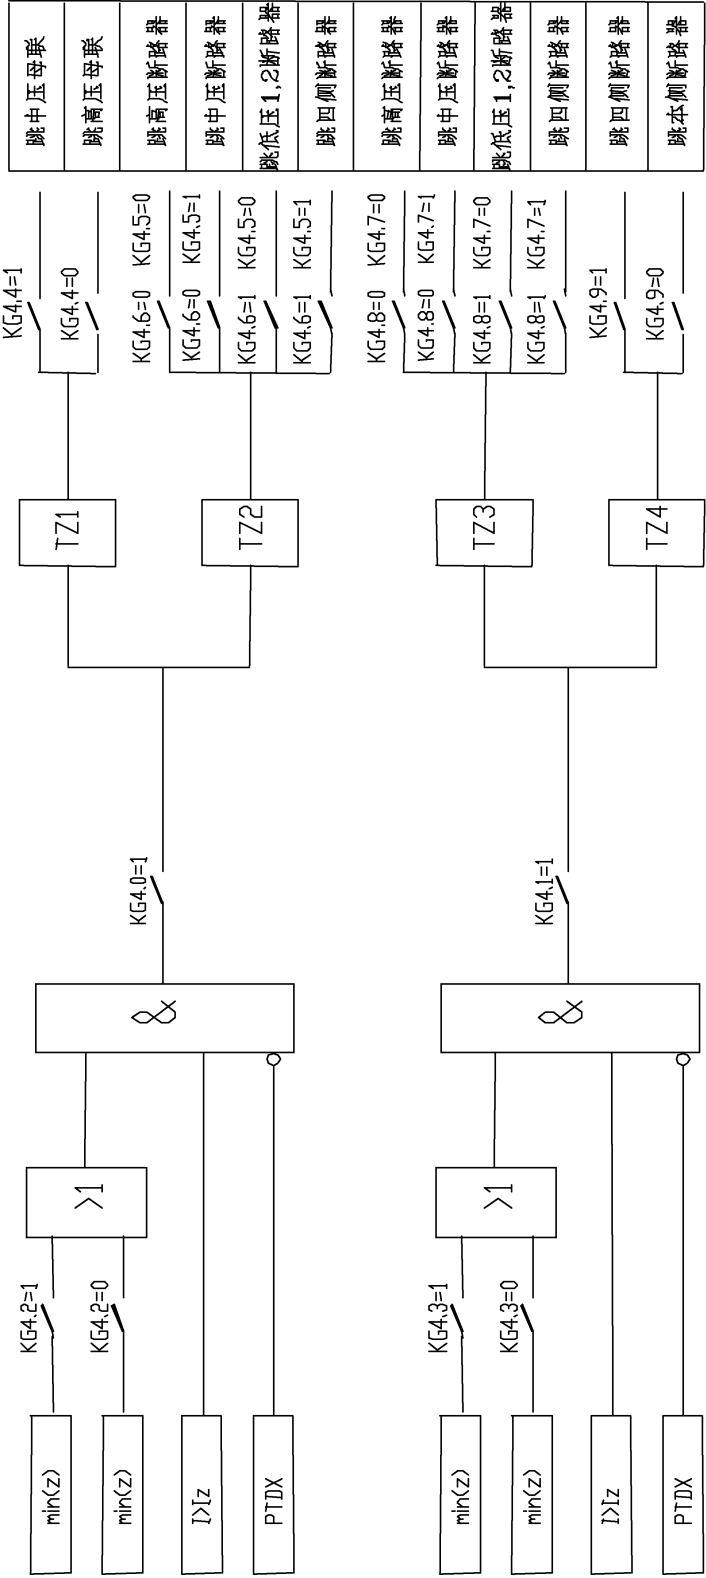 min(z)
min(z)
I>Iz
PTDX
KG4.2=1
KG4.2=0
>1
&
KG4.0=1
TZ1
TZ2
KG4.4=1
KG4.4=0
KG4.6=0 KG4.5=0
KG4.6=0 KG4.5=1
KG4.6=1 KG4.5=0
KG4.6=1 KG4.5=1
跳中压母联
跳高压母联
跳高压断路器
跳中压断路器
跳低压1,2断路器
跳四侧断路器
min(z)
min(z)
I>Iz
PTDX
KG4.3=1
KG4.3=0
>1
&
KG4.1=1
TZ3
TZ4
KG4.8=0 KG4.7=0
KG4.8=0 KG4.7=1
KG4.8=1 KG4.7=0
KG4.8=1 KG4.7=1
KG4.9=1
KG4.9=0
跳高压断路器
跳中压断路器
跳低压1,2断路器
跳四侧断路器
跳四侧断路器
跳本侧断路器